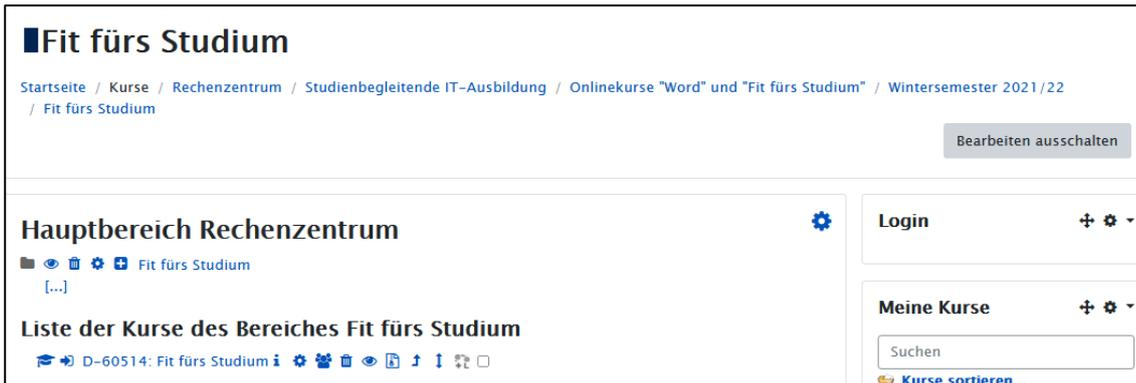 Fit fürs Studium
Startseite / Kurse / Rechenzentrum / Studienbegleitende IT-Ausbildung / Onlinekurse "Word" und "Fit fürs Studium" / Wintersemester 2021/22
/ Fit fürs Studium
Bearbeiten ausschalten
Hauptbereich Rechenzentrum
Fit fürs Studium
[...]
Liste der Kurse des Bereiches Fit fürs Studium
D-60514: Fit fürs Studium
Login
Meine Kurse
Suchen
Kurse sortieren